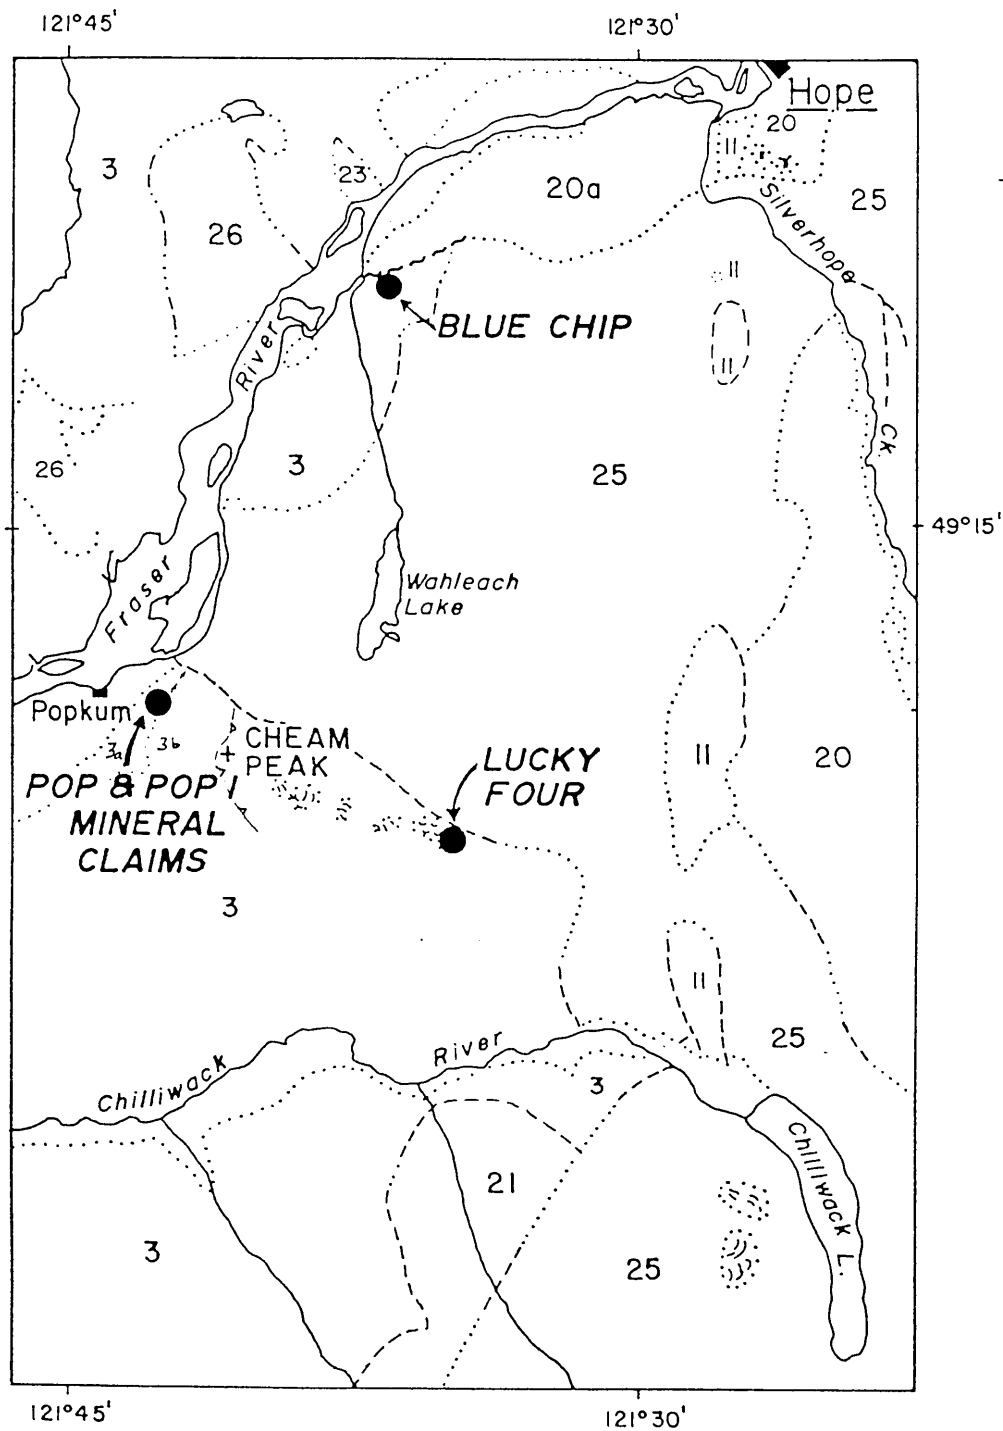 121°45'
121°30'
Hope
20
11
3
23
20a
25
26
Silverhope
11
BLUE CHIP
River
11
Ck.
3
26
25
49°15'
Fraser
Wahleach
Lake
Popkum
3a
3b
CHEAM
PEAK
11
20
LUCKY
FOUR
POP & POP I
MINERAL
CLAIMS
3
11
25
River
Chilliwack
3
Chilliwack L.
21
3
25
121°45'
121°30'